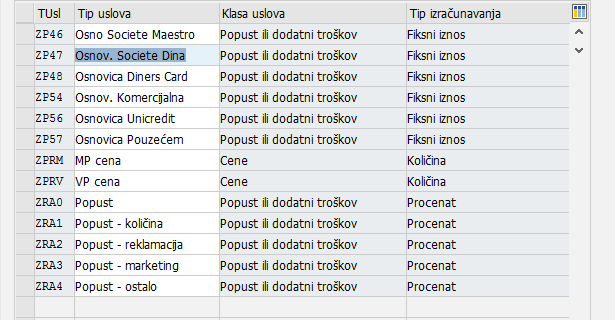 TUsl Tip uslova Klasa uslova Tip izračunavanja
ZP46 Osno Societe Maestro Popust ili dodatni troškov Fiksni iznos
ZP47 Osnov. Societe Dina Popust ili dodatni troškov Fiksni iznos
ZP48 Osnovica Diners Card Popust ili dodatni troškov Fiksni iznos
ZP54 Osnov. Komercijalna Popust ili dodatni troškov Fiksni iznos
ZP56 Osnovica Unicredit Popust ili dodatni troškov Fiksni iznos
ZP57 Osnovica Pouzećem Popust ili dodatni troškov Fiksni iznos
ZPRM MP cena Cene Količina
ZPRV VP cena Cene Količina
ZRA0 Popust Popust ili dodatni troškov Procenat
ZRA1 Popust - količina Popust ili dodatni troškov Procenat
ZRA2 Popust - reklamacija Popust ili dodatni troškov Procenat
ZRA3 Popust - marketing Popust ili dodatni troškov Procenat
ZRA4 Popust - ostalo Popust ili dodatni troškov Procenat